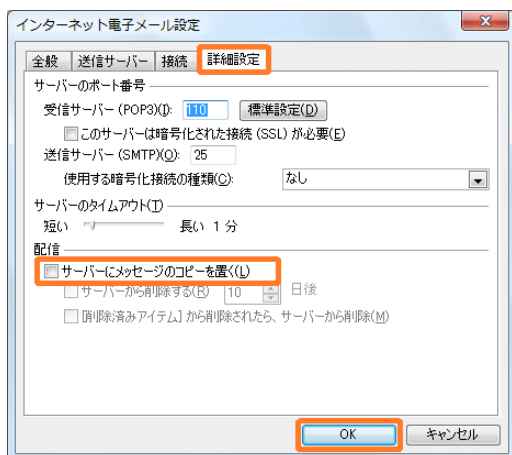 インターネット電子メール設定
全般 送信サーバー 接続 詳細設定
サーバーのポート番号
受信サーバー (POP3)(I): 110 標準設定(D)
このサーバーは暗号化された接続 (SSL) が必要(E)
送信サーバー (SMTP)(O): 25
使用する暗号化接続の種類(C): なし
サーバーのタイムアウト(T)
短い 長い 1 分
配信
サーバーにメッセージのコピーを置く(L)
サーバーから削除する(R) 10 日後
[削除済みアイテム] から削除されたら、サーバーから削除(M)
OK キャンセル